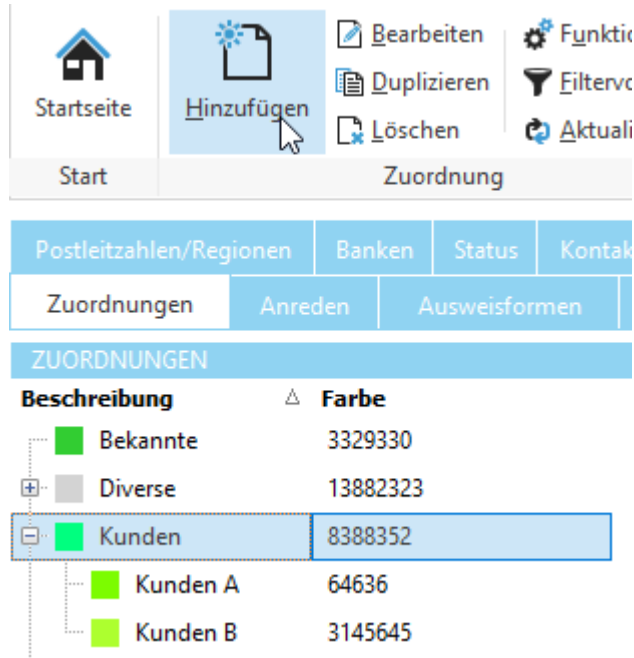 Startseite
Hinzufügen
Bearbeiten
Duplizieren
Löschen
Start
Zuordnung
Postleitzahlen/Regionen Banken Status
Zuordnungen Anreden Ausweisformen
ZUORDNUNGEN
Beschreibung Farbe
Bekannte 3329330
Diverse 13882323
Kunden 8388352
Kunden A 64636
Kunden B 3145645